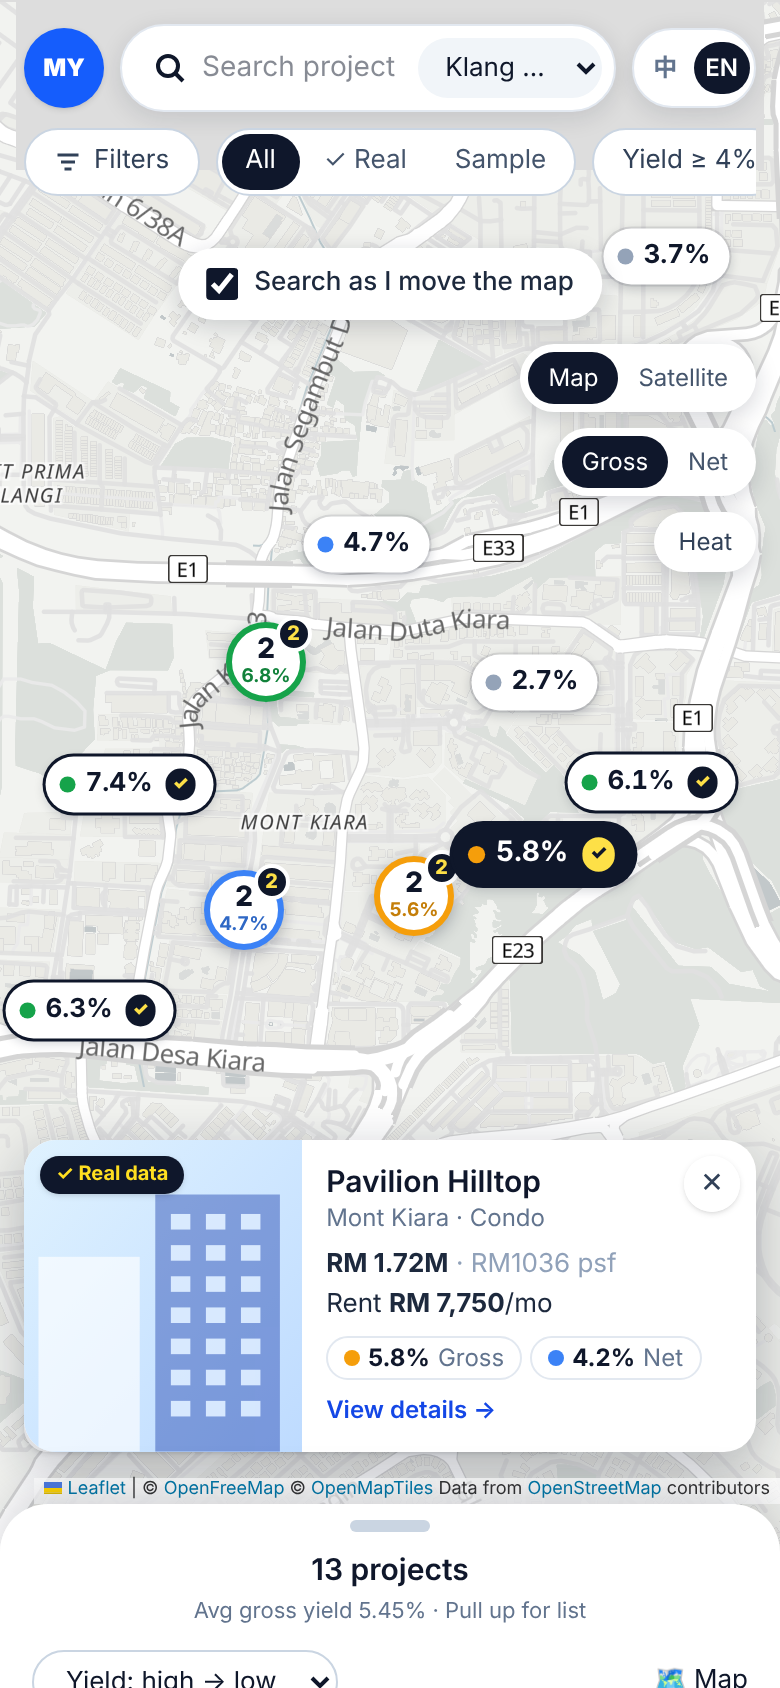 MY
Search project
Klang ...
中
EN
Filters
All
Real
Sample
Yield ≥ 4%
6/38A
3.7%
Search as I move the map
E
Jalan Segambut D
Map
Satellite
T PRIMA
LANGI
Gross
Net
E1
4.7%
E33
Heat
E1
3
2
2
6.8%
Jalan Duta Kiara
Jalan K
2.7%
E1
7.4%
6.1%
MONT KIARA
5.8%
2
2
4.7%
2
2
5.6%
E23
6.3%
Jalan Desa Kiara
✓ Real data
Pavilion Hilltop
Mont Kiara · Condo
RM 1.72M · RM1036 psf
Rent RM 7,750/mo
5.8% Gross
4.2% Net
View details →
Leaflet | © OpenFreeMap © OpenMapTiles Data from OpenStreetMap contributors
13 projects
Avg gross yield 5.45% · Pull up for list
Yield: high → low
Map